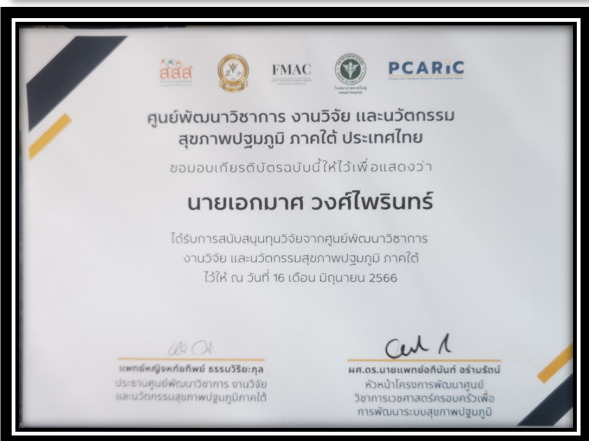 สสส
FMAC
PCARiC
ศูนย์พัฒนาวิชาการ งานวิจัย และนวัตกรรม
สุขภาพปฐมภูมิ ภาคใต้ ประเทศไทย
ขอมอบเกียรติบัตรฉบับนี้ให้ไว้เพื่อแสดงว่า
นายเอกมาศ วงศ์ไพรินทร์
ได้รับการสนับสนุนทุนวิจัยจากศูนย์พัฒนาวิชาการ
งานวิจัย และนวัตกรรมสุขภาพปฐมภูมิ ภาคใต้
ไว้ให้ ณ วันที่ 16 เดือน มิถุนายน 2566
แพทย์หญิงหทัยทิพย์ ธรรมวิริยะกุล
ประธานศูนย์พัฒนาวิชาการ งานวิจัย
และนวัตกรรมสุขภาพปฐมภูมิภาคใต้
ผศ.ดร.นายแพทย์อภินันท์ อร่ามรัตน์
หัวหน้าโครงการพัฒนาศูนย์
วิชาการเวชศาสตร์ครอบครัวเพื่อ
การพัฒนาระบบสุขภาพปฐมภูมิ